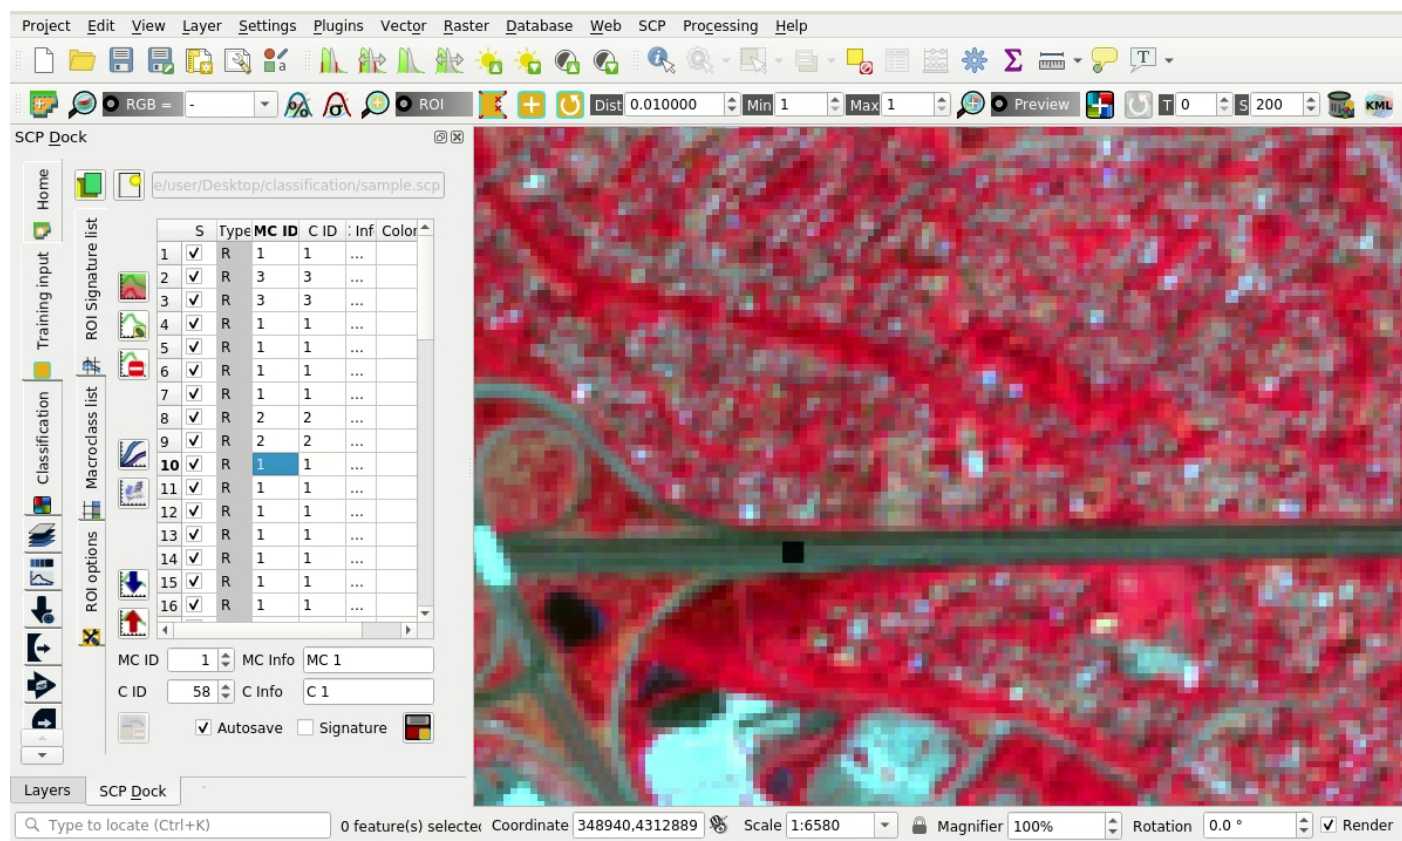 Project Edit View Layer Settings Plugins Vector Raster Database Web SCP Processing Help
a Σ T
RGB = - ROI Dist 0.010000 Min 1 Max 1 Preview T 0 S 200 KML
SCP Dock
e/user/Desktop/classification/sample.scp
Home
Training input
Classification
ROI Signature list
Macroclass list
ROI options
S Type MC ID C ID : Inf Color
1 R 1 1 ...
2 R 3 3 ...
3 R 3 3 ...
4 R 1 1 ...
5 R 1 1 ...
6 R 1 1 ...
7 R 1 1 ...
8 R 2 2 ...
9 R 2 2 ...
10 R 1 1 ...
11 R 1 1 ...
12 R 1 1 ...
13 R 1 1 ...
14 R 1 1 ...
15 R 1 1 ...
16 R 1 1 ...
MC ID 1 MC Info MC 1
C ID 58 C Info C 1
Autosave Signature
Layers SCP Dock
Type to locate (Ctrl+K) 0 feature(s) selected Coordinate 348940,4312889 Scale 1:6580 Magnifier 100% Rotation 0.0 ° Render